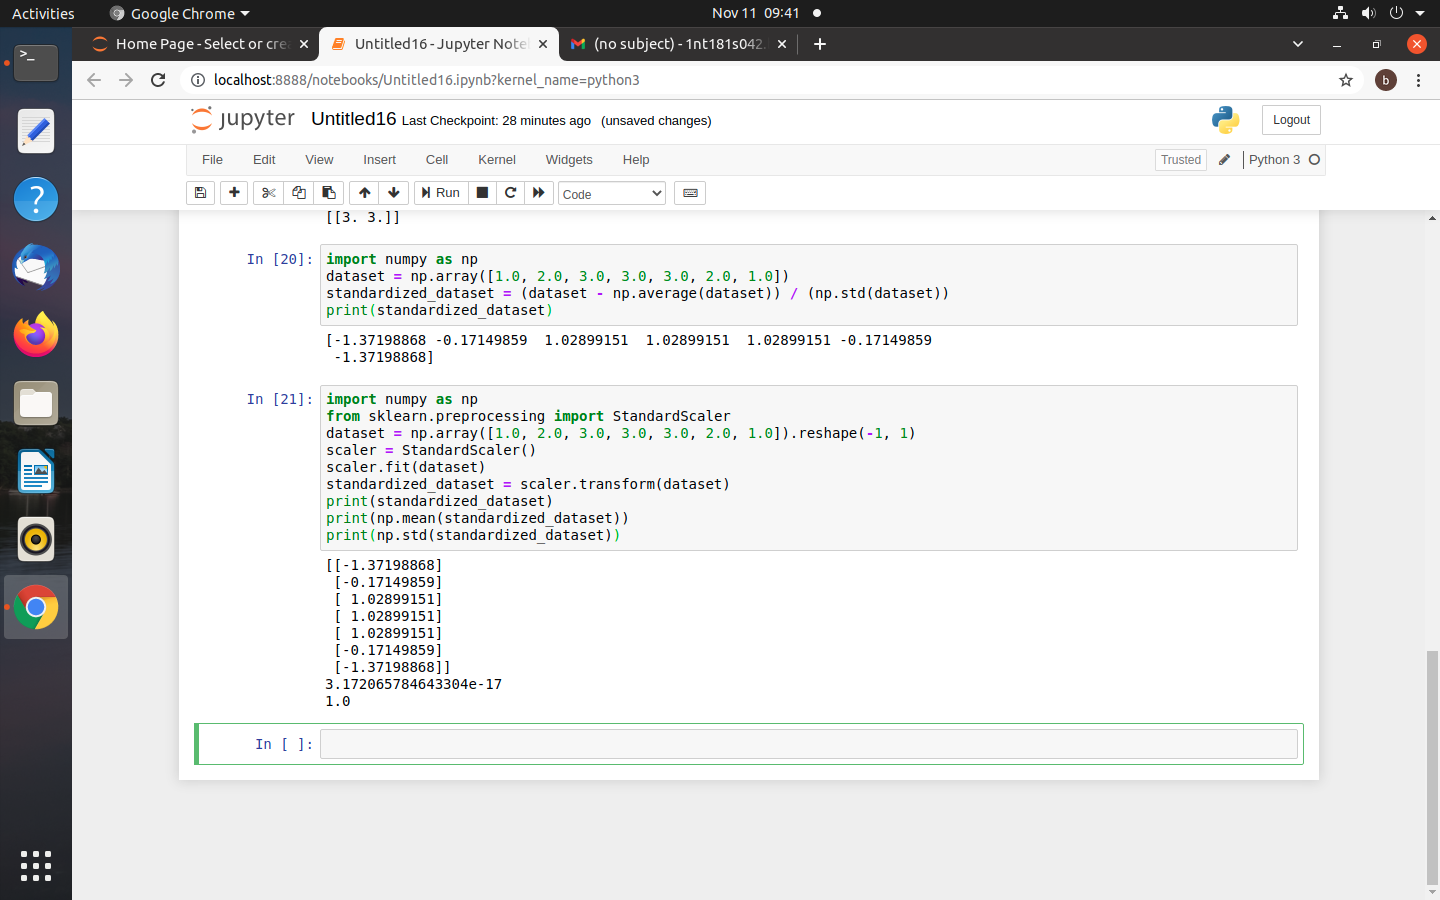 Activities
Google Chrome
Nov 11 09:41
Home Page - Select or cre
Untitled16 - Jupyter Note
(no subject) - 1nt181s042.
localhost:8888/notebooks/Untitled16.ipynb?kernel_name=python3
b
jupyter
Untitled16 Last Checkpoint: 28 minutes ago (unsaved changes)
Logout
File Edit View Insert Cell Kernel Widgets Help
Trusted
Python 3
Run
Code
[[3. 3.]]
In [20]:
import numpy as np
dataset = np.array([1.0, 2.0, 3.0, 3.0, 3.0, 2.0, 1.0])
standardized_dataset = (dataset - np.average(dataset)) / (np.std(dataset))
print(standardized_dataset)
[-1.37198868 -0.17149859  1.02899151  1.02899151  1.02899151 -0.17149859
 -1.37198868]
In [21]:
import numpy as np
from sklearn.preprocessing import StandardScaler
dataset = np.array([1.0, 2.0, 3.0, 3.0, 3.0, 2.0, 1.0]).reshape(-1, 1)
scaler = StandardScaler()
scaler.fit(dataset)
standardized_dataset = scaler.transform(dataset)
print(standardized_dataset)
print(np.mean(standardized_dataset))
print(np.std(standardized_dataset))
[[-1.37198868]
 [-0.17149859]
 [ 1.02899151]
 [ 1.02899151]
 [ 1.02899151]
 [-0.17149859]
 [-1.37198868]]
3.172065784643304e-17
1.0
In [ ]: